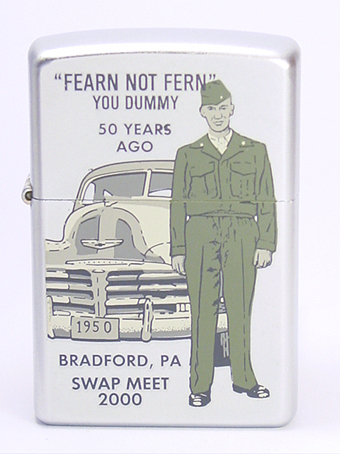 "FEARN NOT FERN"
YOU DUMMY
50 YEARS
AGO
1950
BRADFORD, PA
SWAP MEET
2000